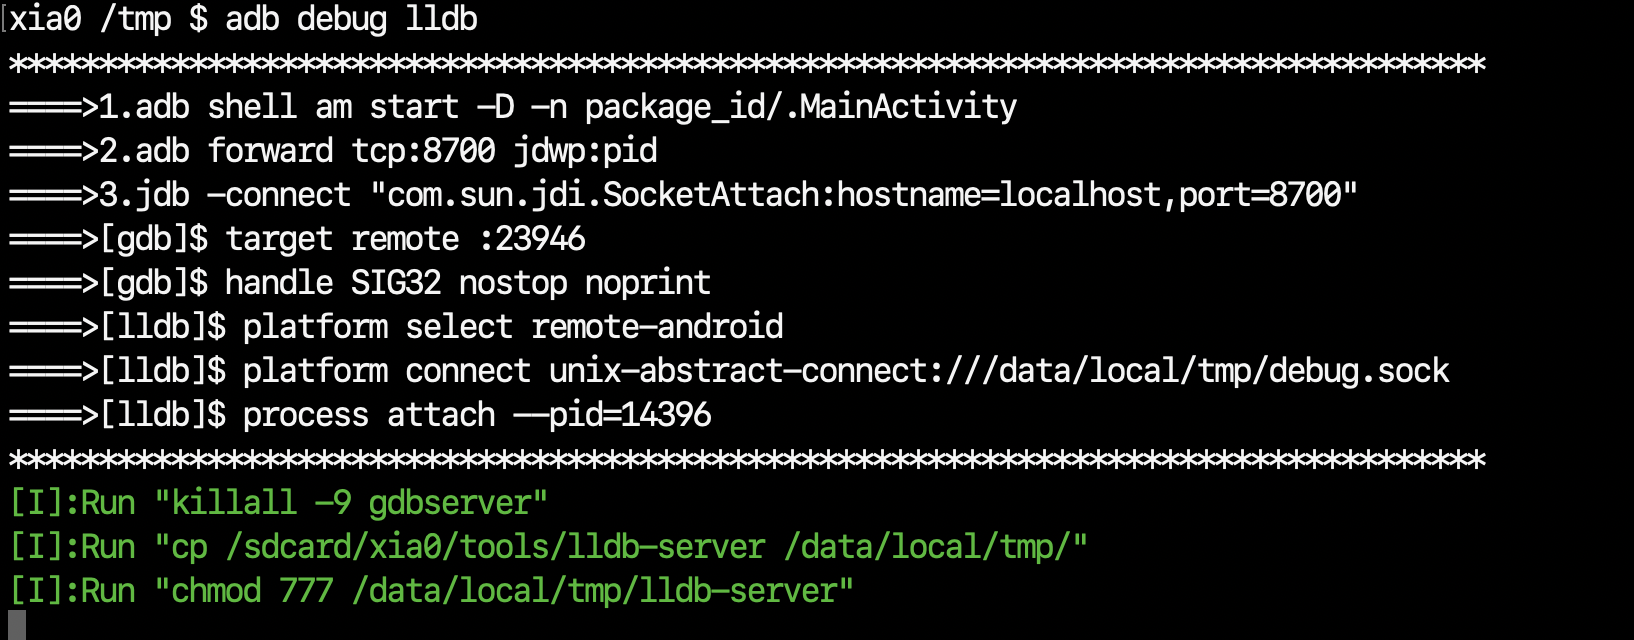 xia0 /tmp $ adb debug lldb
**********************************************************************************
====>1.adb shell am start -D -n package_id/.MainActivity
====>2.adb forward tcp:8700 jdwp:pid
====>3.jdb -connect "com.sun.jdi.SocketAttach:hostname=localhost,port=8700"
====>[gdb]$ target remote :23946
====>[gdb]$ handle SIG32 nostop noprint
====>[lldb]$ platform select remote-android
====>[lldb]$ platform connect unix-abstract-connect:///data/local/tmp/debug.sock
====>[lldb]$ process attach --pid=14396
**********************************************************************************
[I]:Run "killall -9 gdbserver"
[I]:Run "cp /sdcard/xia0/tools/lldb-server /data/local/tmp/"
[I]:Run "chmod 777 /data/local/tmp/lldb-server"